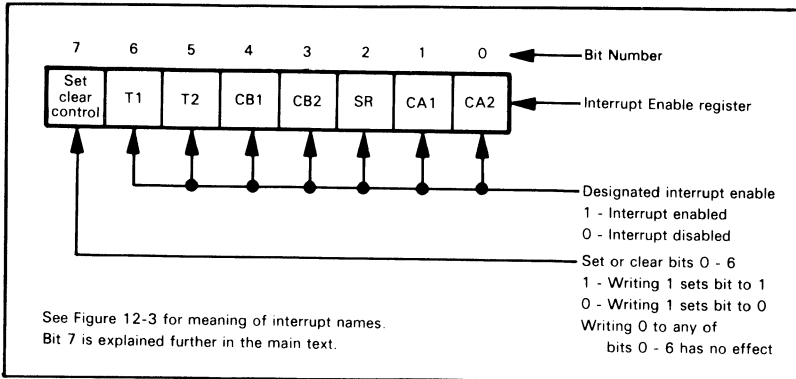 7 6 5 4 3 2 1 0 Bit Number
Set clear control T1 T2 CB1 CB2 SR CA1 CA2 Interrupt Enable register
Designated interrupt enable
1 - Interrupt enabled
0 - Interrupt disabled
Set or clear bits 0 - 6
1 - Writing 1 sets bit to 1
0 - Writing 1 sets bit to 0
Writing 0 to any of
bits 0 - 6 has no effect
See Figure 12-3 for meaning of interrupt names.
Bit 7 is explained further in the main text.